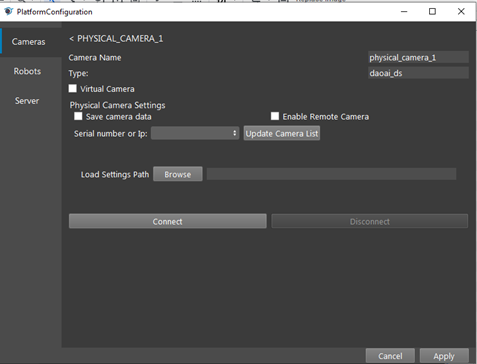 PlatformConfiguration
Cameras
Robots
Server
< PHYSICAL_CAMERA_1
Camera Name physical_camera_1
Type: daoai_ds
Virtual Camera
Physical Camera Settings
Save camera data Enable Remote Camera
Serial number or Ip: Update Camera List
Load Settings Path Browse
Connect Disconnect
Cancel Apply